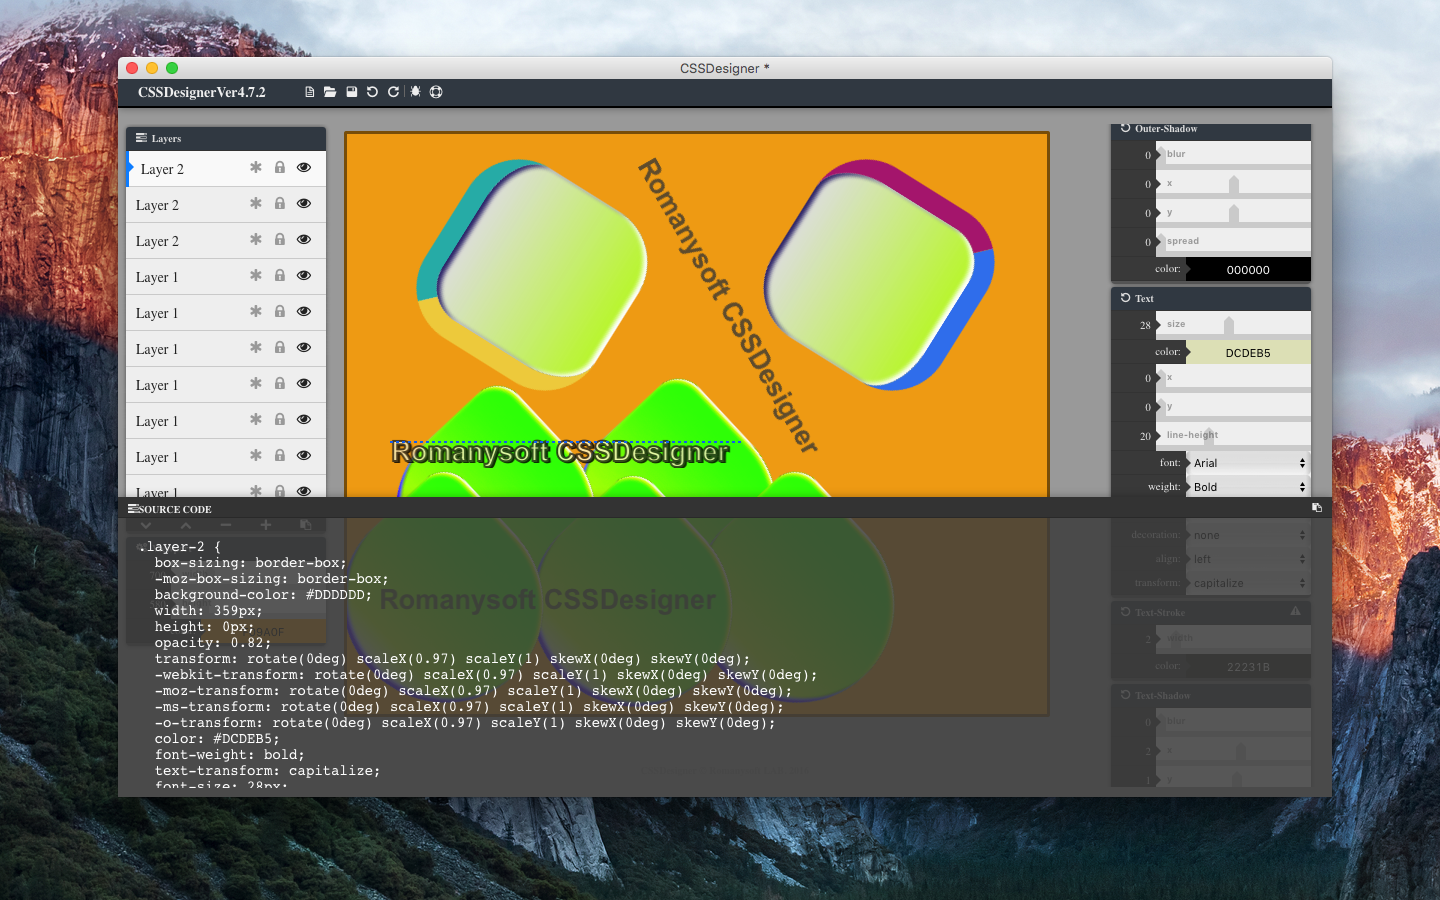 CSSDesigner *
CSSDesignerVer4.7.2
Layers
Layer 2
Layer 2
Layer 2
Layer 1
Layer 1
Layer 1
Layer 1
Layer 1
Layer 1
Layer 1
Romanysoft CSSDesigner
Romanysoft CSSDesigner
Romanysoft CSSDesigner
Outer-Shadow
0 blur
0 x
0 y
0 spread
color: 000000
Text
28 size
color: DCDEB5
0 x
0 y
20 line-height
font: Arial
weight: Bold
decoration: none
align: left
transform: capitalize
Text-Stroke
2 width
color: 22231B
Text-Shadow
0 blur
2 x
1 y
SOURCE CODE
.layer-2 {
box-sizing: border-box;
-moz-box-sizing: border-box;
background-color: #DDDDDD;
width: 359px;
height: 0px;
opacity: 0.82;
transform: rotate(0deg) scaleX(0.97) scaleY(1) skewX(0deg) skewY(0deg);
-webkit-transform: rotate(0deg) scaleX(0.97) scaleY(1) skewX(0deg) skewY(0deg);
-moz-transform: rotate(0deg) scaleX(0.97) scaleY(1) skewX(0deg) skewY(0deg);
-ms-transform: rotate(0deg) scaleX(0.97) scaleY(1) skewX(0deg) skewY(0deg);
-o-transform: rotate(0deg) scaleX(0.97) scaleY(1) skewX(0deg) skewY(0deg);
color: #DCDEB5;
font-weight: bold;
text-transform: capitalize;
font-size: 28px;